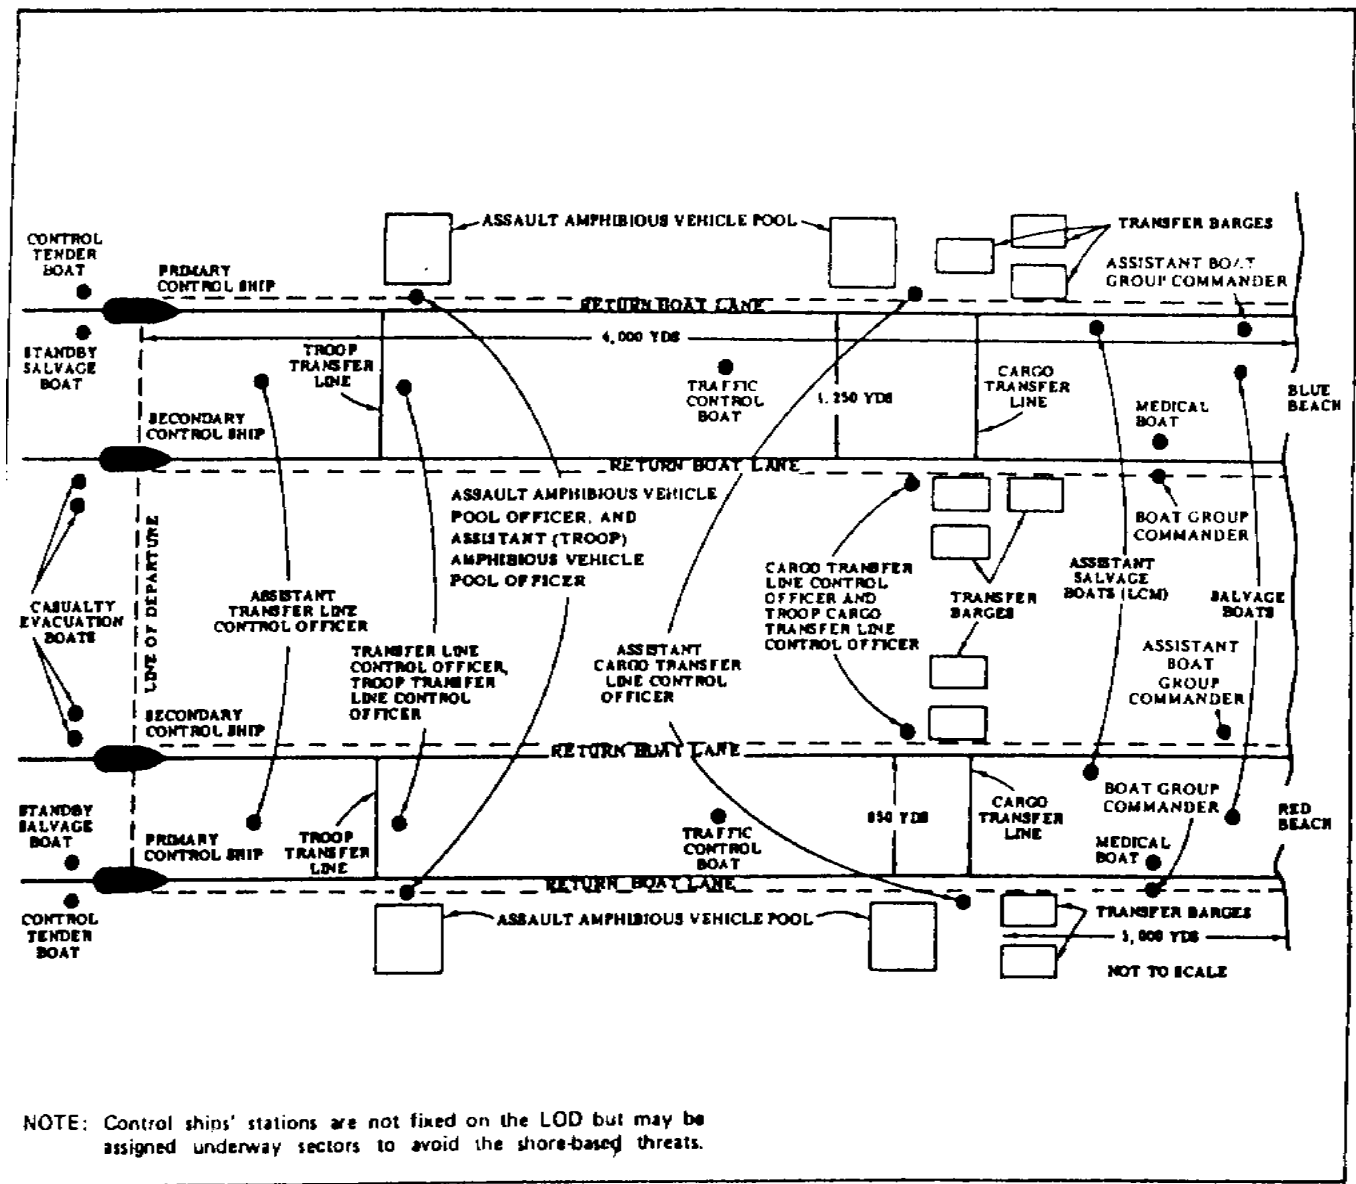 ASSAULT AMPHIBIOUS VEHICLE POOL
TRANSFER BARGES
CONTROL
TENDER
BOAT
PRIMARY
CONTROL SHIP
ASSISTANT BOAT
GROUP COMMANDER
RETURN BOAT LANE
STANDBY
SALVAGE
BOAT
TROOP
TRANSFER
LINE
TRAFFIC
CONTROL
BOAT
CARGO
TRANSFER
LINE
MEDICAL
BOAT
BLUE
BEACH
SECONDARY
CONTROL SHIP
RETURN BOAT LANE
ASSAULT AMPHIBIOUS VEHICLE
POOL OFFICER, AND
ASSISTANT (TROOP)
AMPHIBIOUS VEHICLE
POOL OFFICER
BOAT GROUP
COMMANDER
LINE OF DEPARTURE
CASUALTY
EVACUATION
BOATS
ASSISTANT
TRANSFER LINE
CONTROL OFFICER
CARGO TRANSFER
LINE CONTROL
OFFICER AND
TROOP CARGO
TRANSFER LINE
CONTROL OFFICER
TRANSFER
BARGES
ASSISTANT
SALVAGE
BOATS (LCM)
SALVAGE
BOATS
TRANSFER LINE
CONTROL OFFICER,
TROOP TRANSFER
LINE CONTROL
OFFICER
ASSISTANT
CARGO TRANSFER
LINE CONTROL
OFFICER
ASSISTANT
BOAT
GROUP
COMMANDER
SECONDARY
CONTROL SHIP
RETURN BOAT LANE
STANDBY
SALVAGE
BOAT
PRIMARY
CONTROL SHIP
TROOP
TRANSFER
LINE
TRAFFIC
CONTROL
BOAT
YDS
CARGO
TRANSFER
LINE
BOAT GROUP
COMMANDER
MEDICAL
BOAT
RED
BEACH
RETURN BOAT LANE
CONTROL
TENDER
BOAT
ASSAULT AMPHIBIOUS VEHICLE POOL
TRANSFER BARGES
YDS
NOT TO SCALE
NOTE: Control ships' stations are not fixed on the LOD but may be
assigned underway sectors to avoid the shore-based threats.